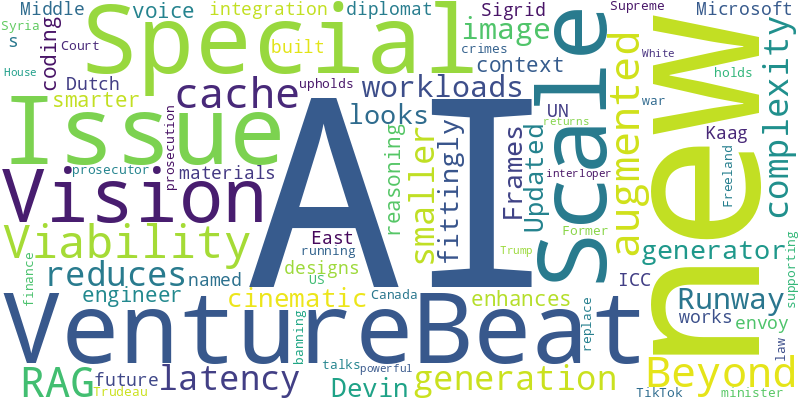 Middle voice integration diplomat Sigrid Supreme Microsoft
Syria s coding Special image new
Court built crimes context White
House Dutch cache upholds workloads Scale holds
smarter Issue AI looks UN war
prosecution reasoning smaller fittingly Frames Updated returns augmented Kaag complexity
prosecutor materials interloper Freeland
Vision
East Former
Viability running Trump generator supporting
reduces named designs US ICC
finance engineer cinematic Canada enhances Runway
VentureBeat banning replace works envoy law
talks powerful Beyond
RAG future latency Devin generation
Trudeau TikTok minister